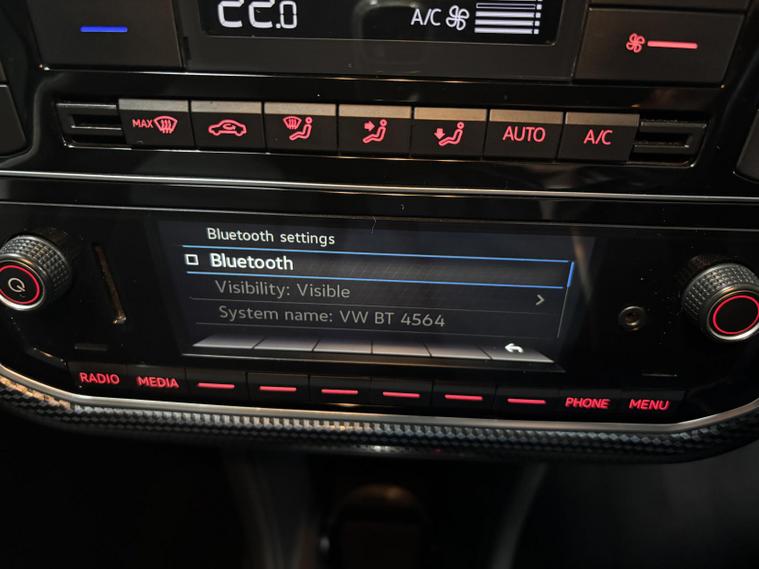 22.0
A/C
MAX
AUTO
A/C
Bluetooth settings
Bluetooth
Visibility: Visible
System name: VW BT 4564
RADIO
MEDIA
PHONE
MENU